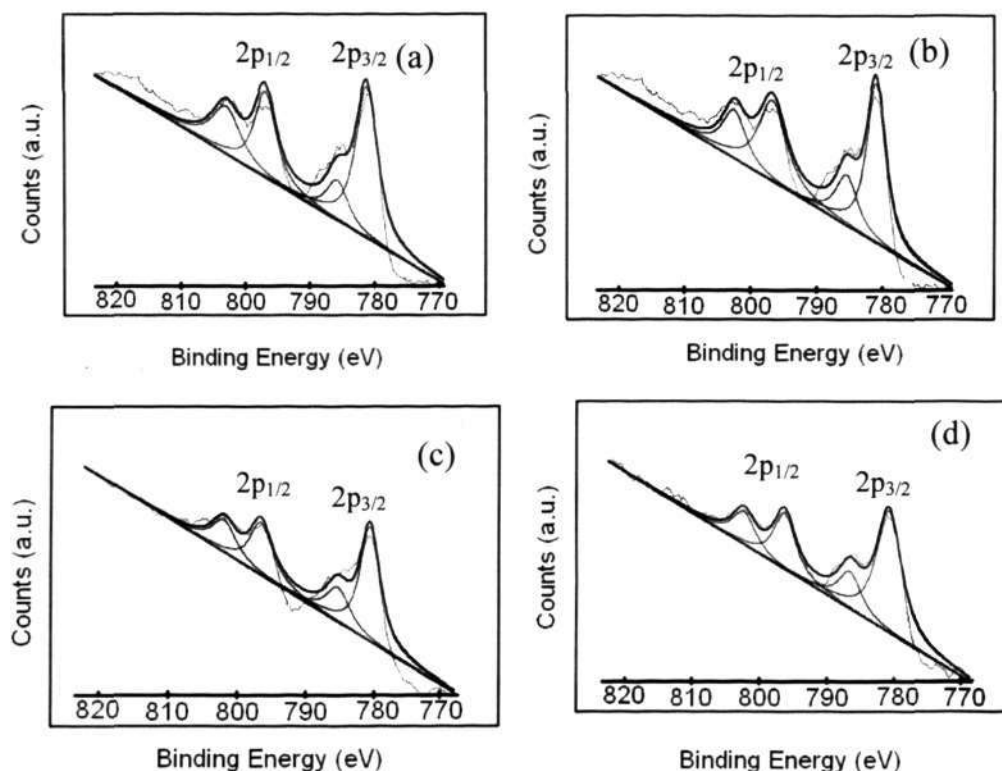 2p1/2 2p3/2 (a)
Counts (a.u.)
820 810 800 790 780 770
Binding Energy (eV)
2p1/2 2p3/2 (b)
Counts (a.u.)
820 810 800 790 780 770
Binding Energy (eV)
2p1/2 2p3/2 (c)
Counts (a.u.)
820 810 800 790 780 770
Binding Energy (eV)
2p1/2 2p3/2 (d)
Counts (a.u.)
820 810 800 790 780 770
Binding Energy (eV)